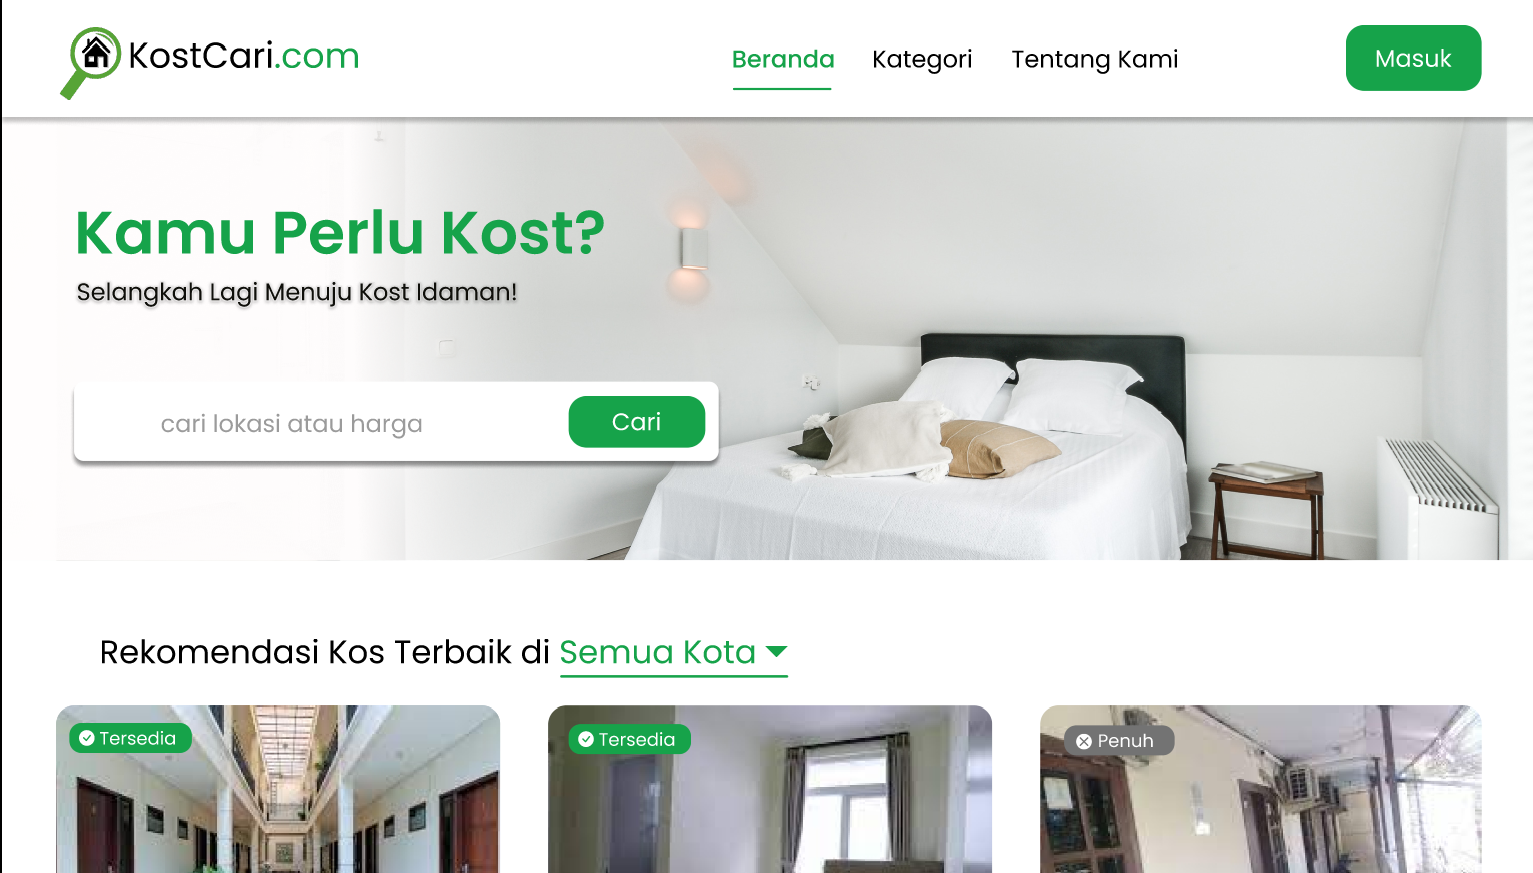 KostCari.com
Beranda Kategori Tentang Kami
Masuk
Kamu Perlu Kost?
Selangkah Lagi Menuju Kost Idaman!
cari lokasi atau harga
Cari
Rekomendasi Kos Terbaik di Semua Kota
Tersedia
Tersedia
Penuh